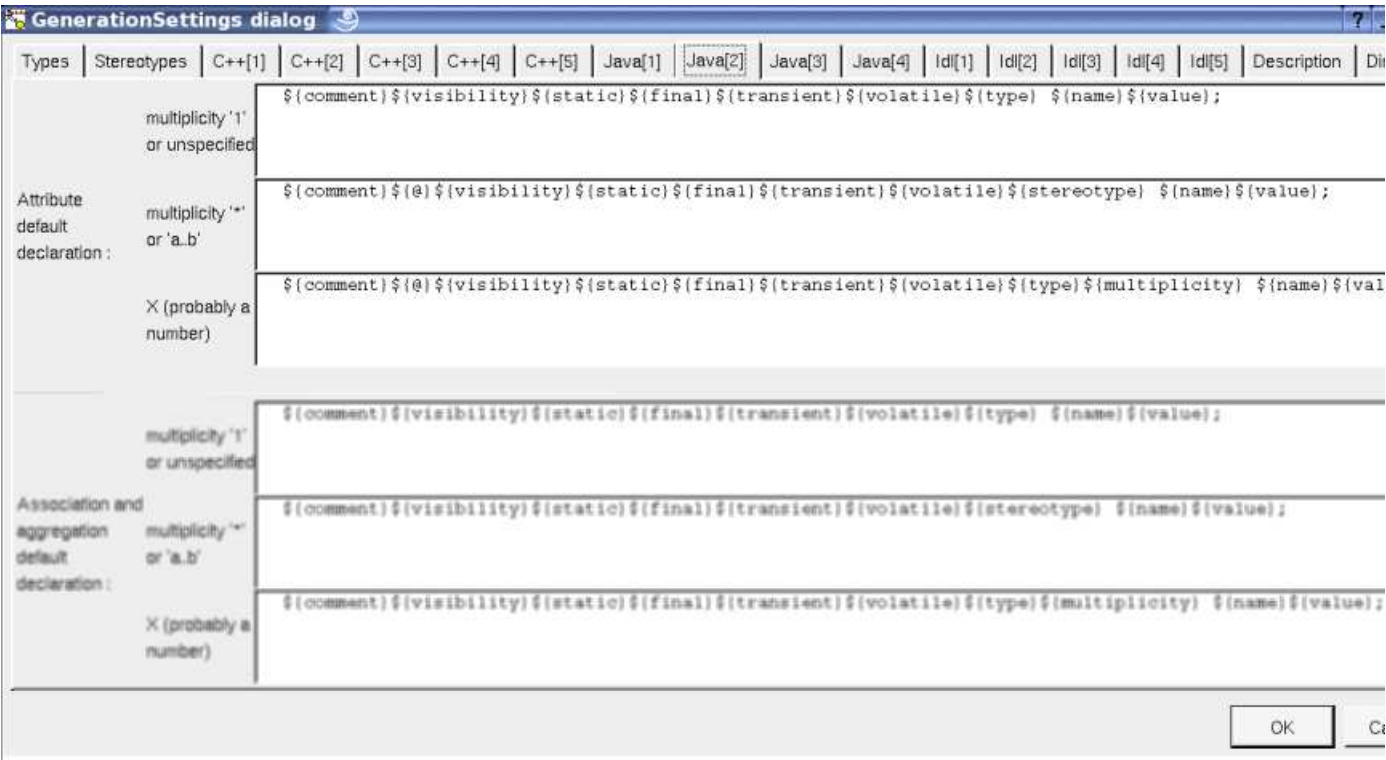 GenerationSettings dialog ?
Types Stereotypes C++[1] C++[2] C++[3] C++[4] C++[5] Java[1] Java[2] Java[3] Java[4] Idl[1] Idl[2] Idl[3] Idl[4] Idl[5] Description
Attribute
default
declaration :
multiplicity '1'
or unspecified
${comment}${visibility}${static}${final}${transient}${volatile}${type} ${name}${value};
multiplicity '*'
or 'a..b'
${comment}${@}${visibility}${static}${final}${transient}${volatile}${stereotype} ${name}${value};
X (probably a
number)
${comment}${@}${visibility}${static}${final}${transient}${volatile}${type}${multiplicity} ${name}${val
Association and
aggregation
default
declaration :
multiplicity '1'
or unspecified
${comment}${visibility}${static}${final}${transient}${volatile}${type} ${name}${value};
multiplicity '*'
or 'a..b'
${comment}${visibility}${static}${final}${transient}${volatile}${stereotype} ${name}${value};
X (probably a
number)
${comment}${visibility}${static}${final}${transient}${volatile}${type}${multiplicity} ${name}${value};
OK